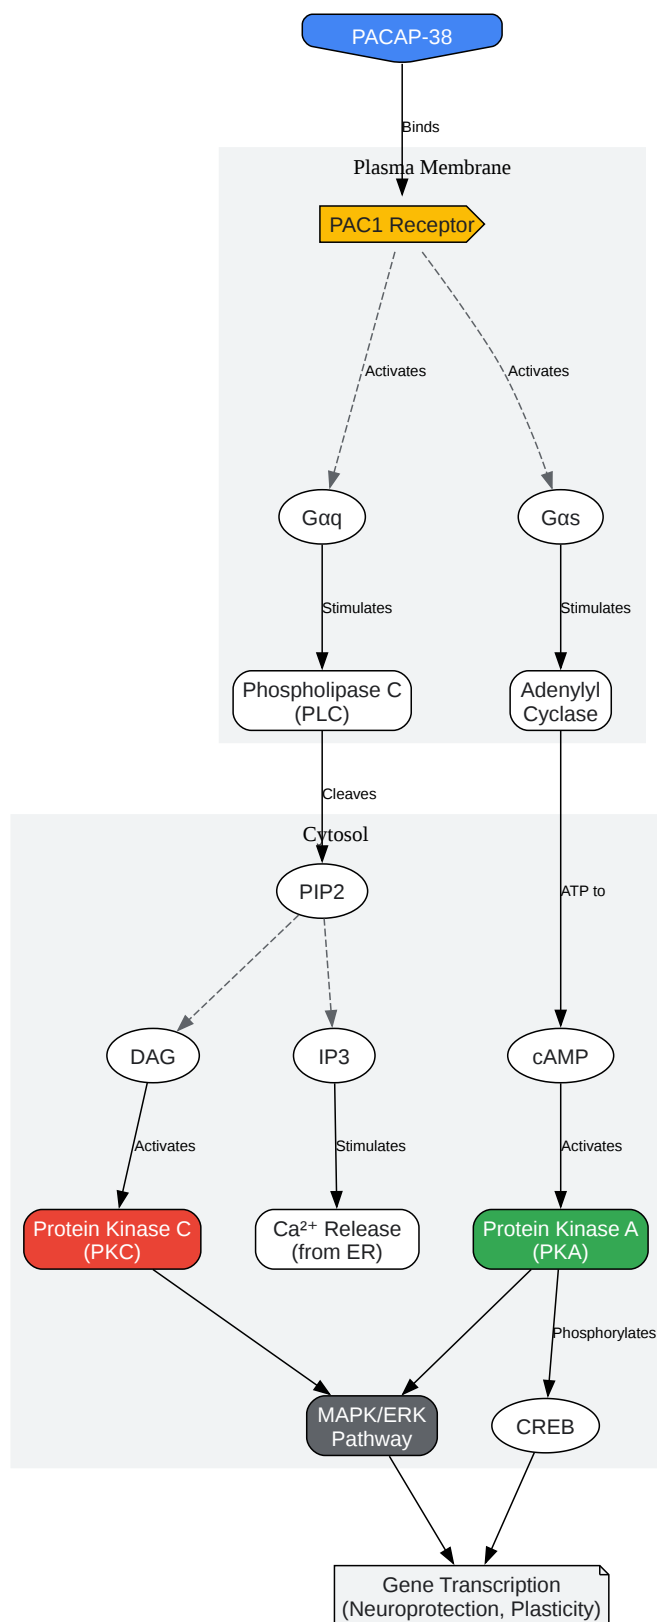 PACAP-38
Binds
Plasma Membrane
PAC1 Receptor
Activates
Activates
Gαq
Gαs
Stimulates
Stimulates
Phospholipase C
(PLC)
Adenylyl
Cyclase
Cleaves
Cytosol
PIP2
ATP to
DAG
IP3
cAMP
Activates
Stimulates
Activates
Protein Kinase C
(PKC)
Ca²⁺ Release
(from ER)
Protein Kinase A
(PKA)
Phosphorylates
MAPK/ERK
Pathway
CREB
Gene Transcription
(Neuroprotection, Plasticity)